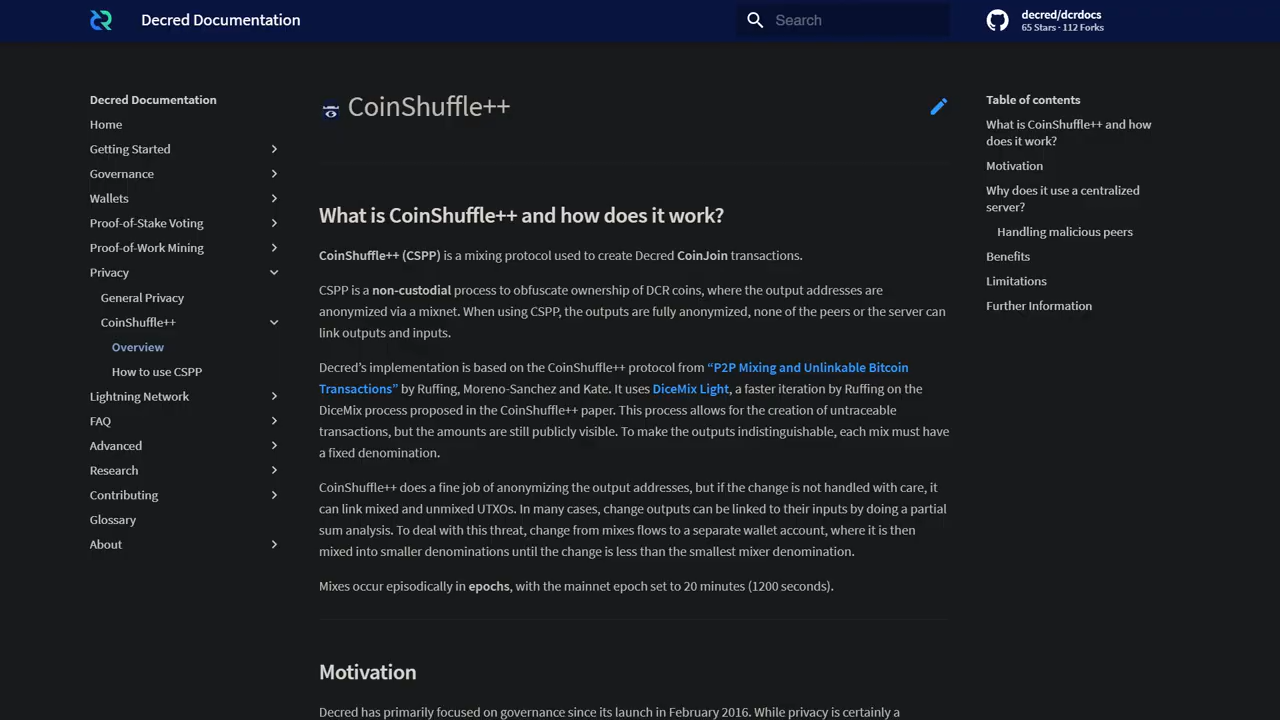 Decred Documentation
Search
decred/dcrdocs
65 Stars · 112 Forks
Decred Documentation
Home
Getting Started
Governance
Wallets
Proof-of-Stake Voting
Proof-of-Work Mining
Privacy
General Privacy
CoinShuffle++
Overview
How to use CSPP
Lightning Network
FAQ
Advanced
Research
Contributing
Glossary
About
CoinShuffle++
What is CoinShuffle++ and how does it work?
CoinShuffle++ (CSPP) is a mixing protocol used to create Decred CoinJoin transactions.
CSPP is a non-custodial process to obfuscate ownership of DCR coins, where the output addresses are
anonymized via a mixnet. When using CSPP, the outputs are fully anonymized, none of the peers or the server can
link outputs and inputs.
Decred’s implementation is based on the CoinShuffle++ protocol from “P2P Mixing and Unlinkable Bitcoin
Transactions” by Ruffing, Moreno-Sanchez and Kate. It uses DiceMix Light, a faster iteration by Ruffing on the
DiceMix process proposed in the CoinShuffle++ paper. This process allows for the creation of untraceable
transactions, but the amounts are still publicly visible. To make the outputs indistinguishable, each mix must have
a fixed denomination.
CoinShuffle++ does a fine job of anonymizing the output addresses, but if the change is not handled with care, it
can link mixed and unmixed UTXOs. In many cases, change outputs can be linked to their inputs by doing a partial
sum analysis. To deal with this threat, change from mixes flows to a separate wallet account, where it is then
mixed into smaller denominations until the change is less than the smallest mixer denomination.
Mixes occur episodically in epochs, with the mainnet epoch set to 20 minutes (1200 seconds).
Motivation
Decred has primarily focused on governance since its launch in February 2016. While privacy is certainly a
Table of contents
What is CoinShuffle++ and how
does it work?
Motivation
Why does it use a centralized
server?
Handling malicious peers
Benefits
Limitations
Further Information